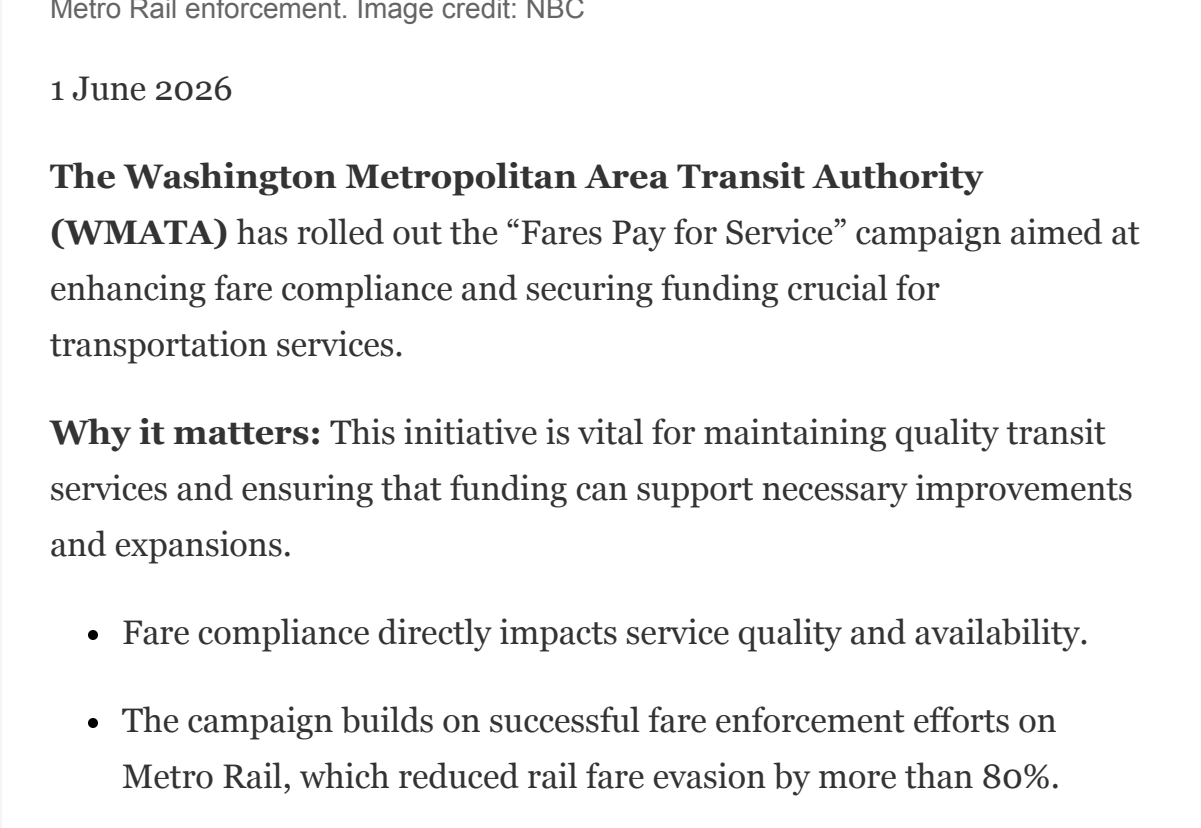 Metro Rail enforcement. Image credit: NBC
1 June 2026
The Washington Metropolitan Area Transit Authority
(WMATA) has rolled out the “Fares Pay for Service” campaign aimed at
enhancing fare compliance and securing funding crucial for
transportation services.
Why it matters: This initiative is vital for maintaining quality transit
services and ensuring that funding can support necessary improvements
and expansions.
• Fare compliance directly impacts service quality and availability.
• The campaign builds on successful fare enforcement efforts on
Metro Rail, which reduced rail fare evasion by more than 80%.